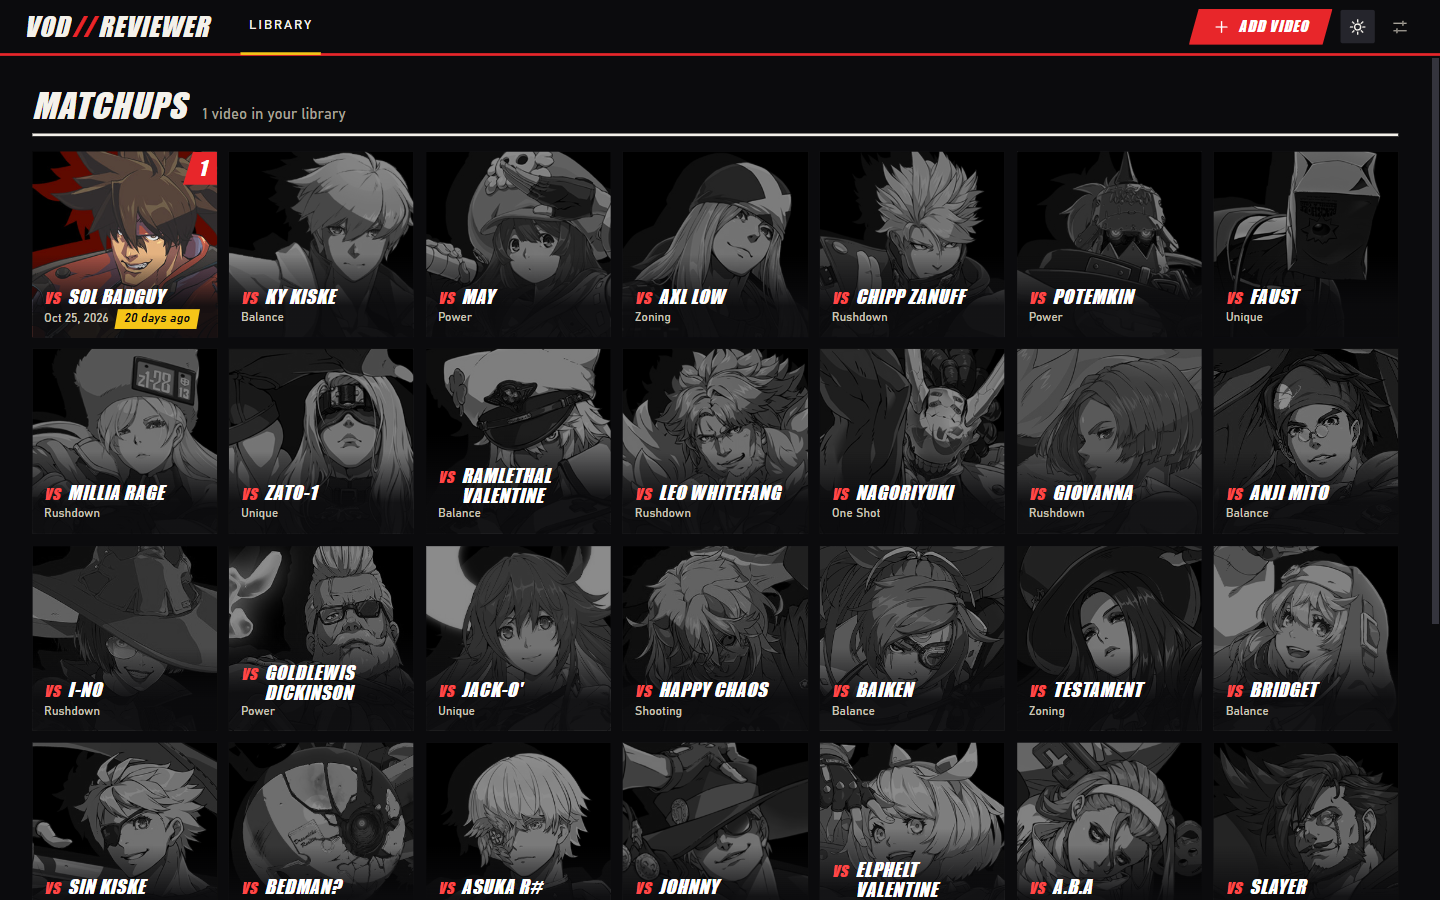 VOD//REVIEWER
LIBRARY
+ ADD VIDEO
MATCHUPS
1 video in your library
1
VS SOL BADGUY
Oct 25, 2026
20 days ago
VS KY KISKE
Balance
VS MAY
Power
VS AXL LOW
Zoning
VS CHIPP ZANUFF
Rushdown
VS POTEMKIN
Power
VS FAUST
Unique
z1-28
13
VS MILLIA RAGE
Rushdown
VS ZATO-1
Unique
VS RAMLETHAL
VALENTINE
Balance
VS LEO WHITEFANG
Rushdown
VS NAGORIYUKI
One Shot
VS GIOVANNA
Rushdown
VS ANJI MITO
Balance
VS I-NO
Rushdown
VS GOLDLEWIS
DICKINSON
Power
VS JACK-O'
Unique
VS HAPPY CHAOS
Shooting
VS BAIKEN
Balance
VS TESTAMENT
Zoning
VS BRIDGET
Balance
VS SIN KISKE
VS BEDMAN?
VS ASUKA R#
VS JOHNNY
VS ELPHELT
VALENTINE
VS A.B.A
VS SLAYER